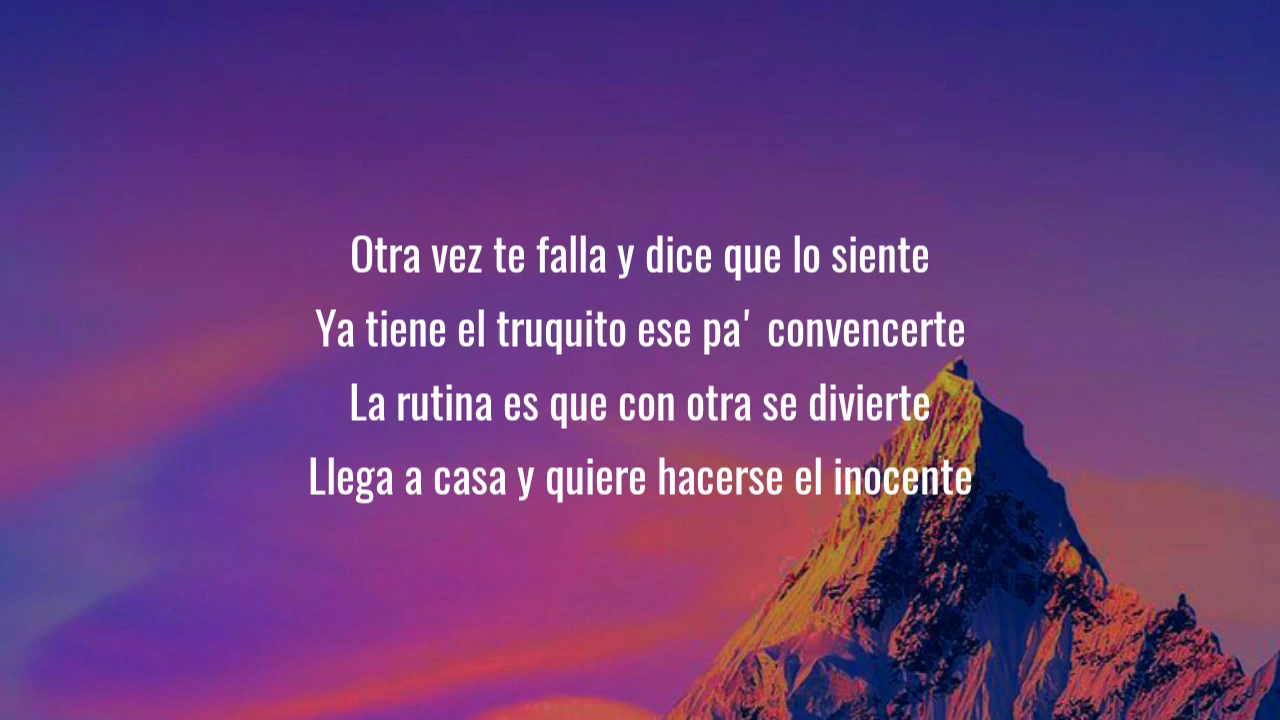 Otra vez te falla y dice que lo siente
Ya tiene el truquito ese pa' convencerte
La rutina es que con otra se divierte
Llega a casa y quiere hacerse el inocente